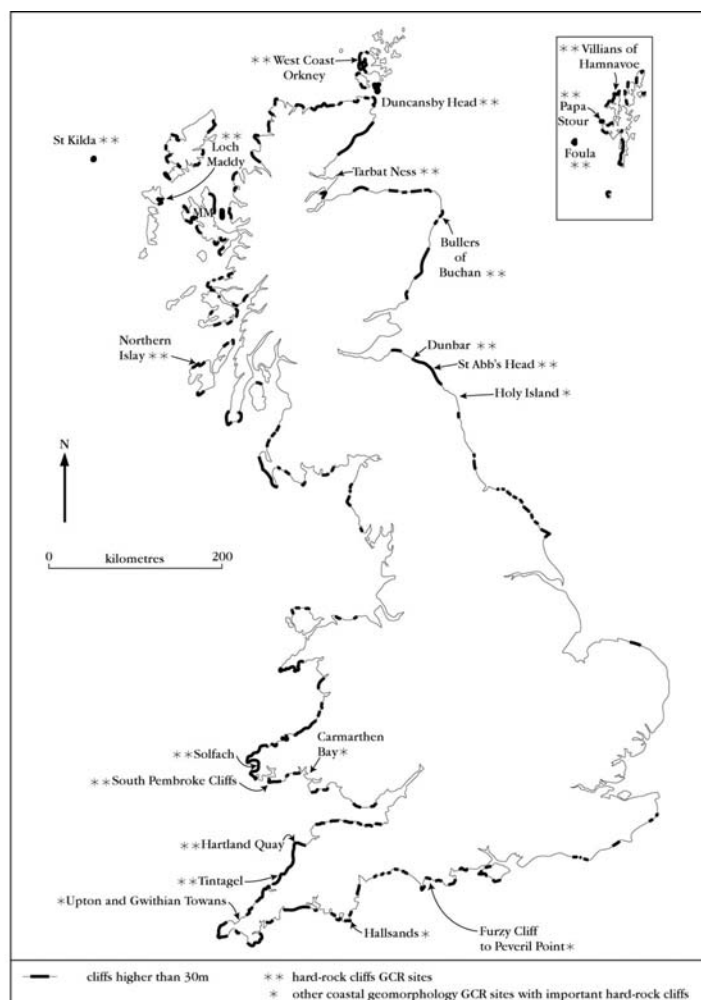 ∗∗ West Coast
Orkney
∗∗ Villians of
Hamnavoe
∗∗
Papa
Stour
Foula
∗∗
Duncansby Head ∗∗
St Kilda ∗∗
∗∗
Loch
Maddy
MM
Tarbat Ness ∗∗
Bullers
of
Buchan ∗∗
Northern
Islay ∗∗
Dunbar ∗∗
St Abb's Head ∗∗
Holy Island ∗
N
0 kilometres 200
∗∗Solfach
Carmarthen
Bay∗
∗∗South Pembroke Cliffs
∗∗Hartland Quay
∗∗Tintagel
∗Upton and Gwithian Towans
Hallsands ∗
Furzy Cliff
to Peveril Point∗
cliffs higher than 30m
∗∗ hard-rock cliffs GCR sites
∗ other coastal geomorphology GCR sites with important hard-rock cliffs